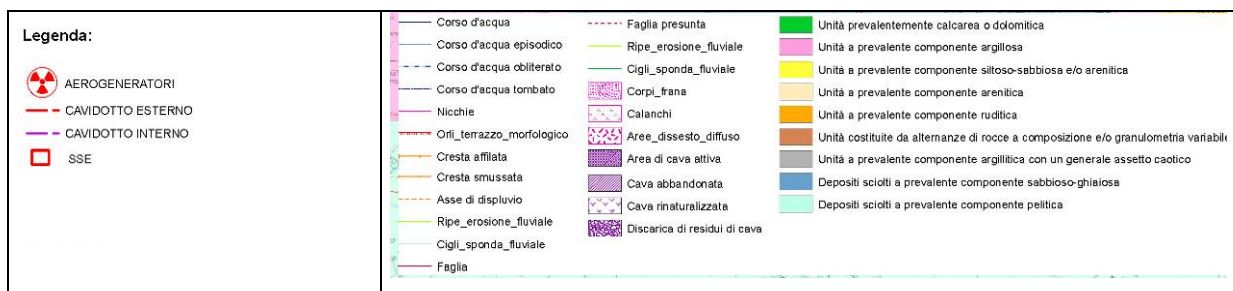 Legenda:
AEROGENERATORI
CAVIDOTTO ESTERNO
CAVIDOTTO INTERNO
SSE
Corso d'acqua
Corso d'acqua episodico
Corso d'acqua obliterato
Corso d'acqua tombato
Nicchie
Orli_terrazzo_morfologico
Cresta affilata
Cresta smussata
Asse di displuvio
Ripe_erosione_fluviale
Cigli_sponda_fluviale
Faglia
Faglia presunta
Ripe_erosione_fluviale
Cigli_sponda_fluviale
Corpi_frana
Calanchi
Aree_dissesto_diffuso
Area di cava attiva
Cava abbandonata
Cava rinaturalizzata
Discarica di residui di cava
Unità prevalentemente calcarea o dolomitica
Unità a prevalente componente argillosa
Unità a prevalente componente siltoso-sabbiosa e/o arenitica
Unità a prevalente componente arenitica
Unità a prevalente componente ruditica
Unità costituite da alternanze di rocce a composizione e/o granulometria variabile
Unità a prevalente componente argillitica con un generale assetto caotico
Depositi sciolti a prevalente componente sabbioso-ghiaiosa
Depositi sciolti a prevalente componente pelitica